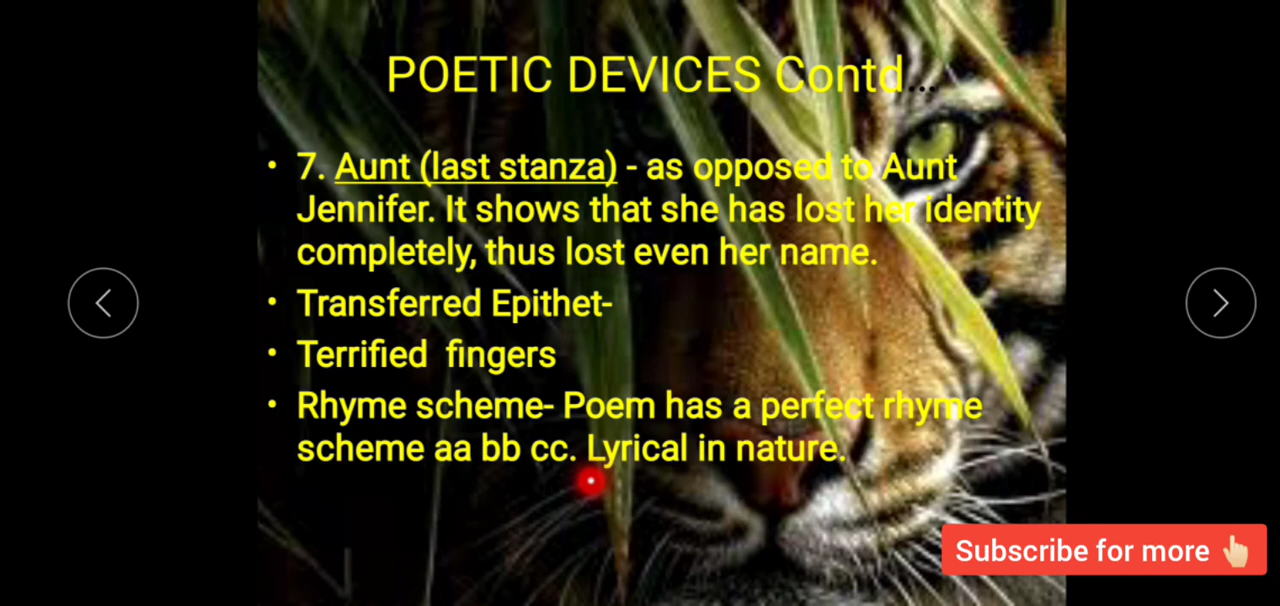 POETIC DEVICES Contd...
• 7. Aunt (last stanza) - as opposed to Aunt
Jennifer. It shows that she has lost her identity
completely, thus lost even her name.
• Transferred Epithet-
• Terrified fingers
• Rhyme scheme- Poem has a perfect rhyme
scheme aa bb cc. Lyrical in nature.
Subscribe for more 👆🏻